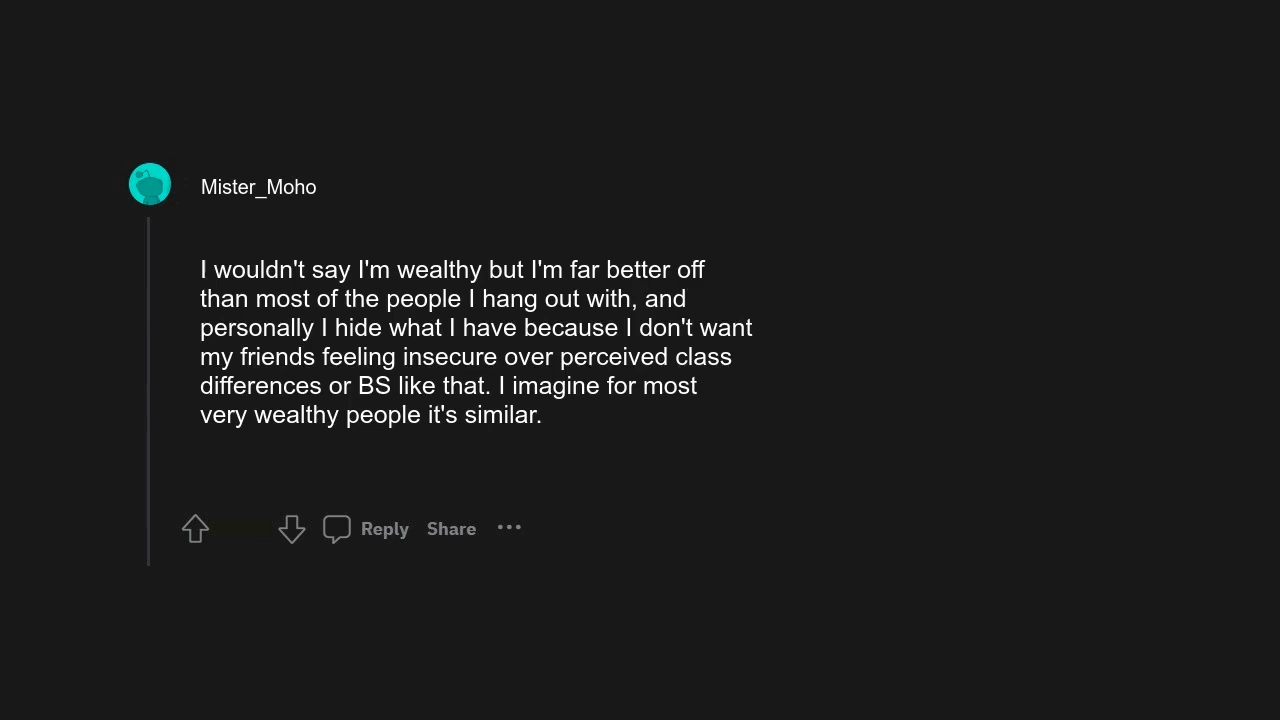 Mister_Moho
I wouldn't say I'm wealthy but I'm far better off
than most of the people I hang out with, and
personally I hide what I have because I don't want
my friends feeling insecure over perceived class
differences or BS like that. I imagine for most
very wealthy people it's similar.
Reply Share